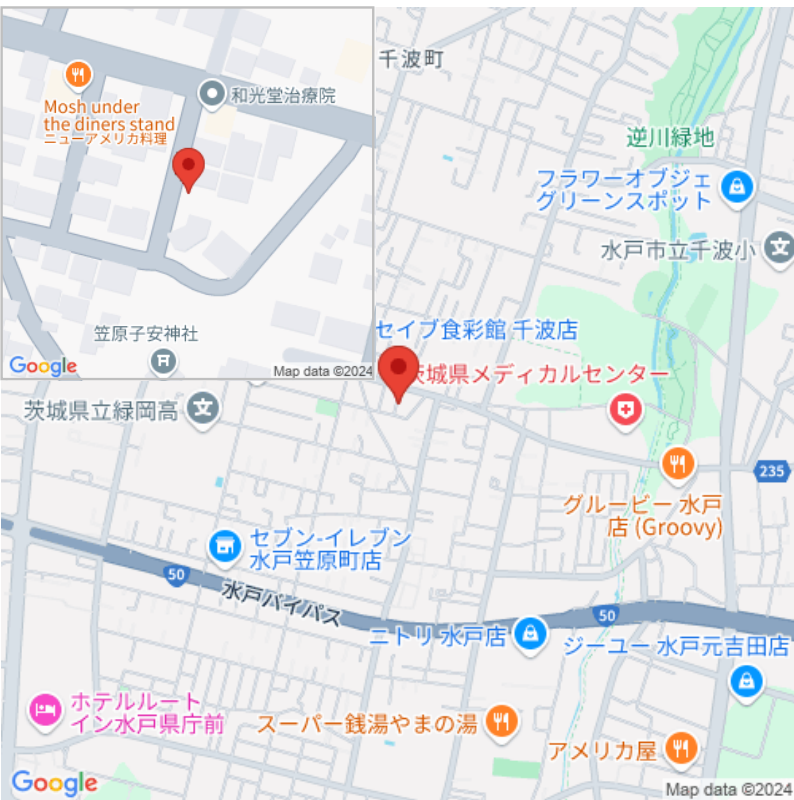 Mosh under
the diners stand
ニューアメリカ料理
和光堂治療院
笠原子安神社
Google
Map data ©2024
千波町
逆川緑地
フラワーオブジェ
グリーンスポット
水戸市立千波小
セイブ食彩館 千波店
茨城県メディカルセンター
茨城県立緑岡高
235
グルービー 水戸
店 (Groovy)
セブン-イレブン
水戸笠原町店
50
水戸バイパス
50
ニトリ 水戸店
ジーユー 水戸元吉田店
ホテルルート
イン水戸県庁前
スーパー銭湯やまの湯
アメリカ屋
Google
Map data ©2024